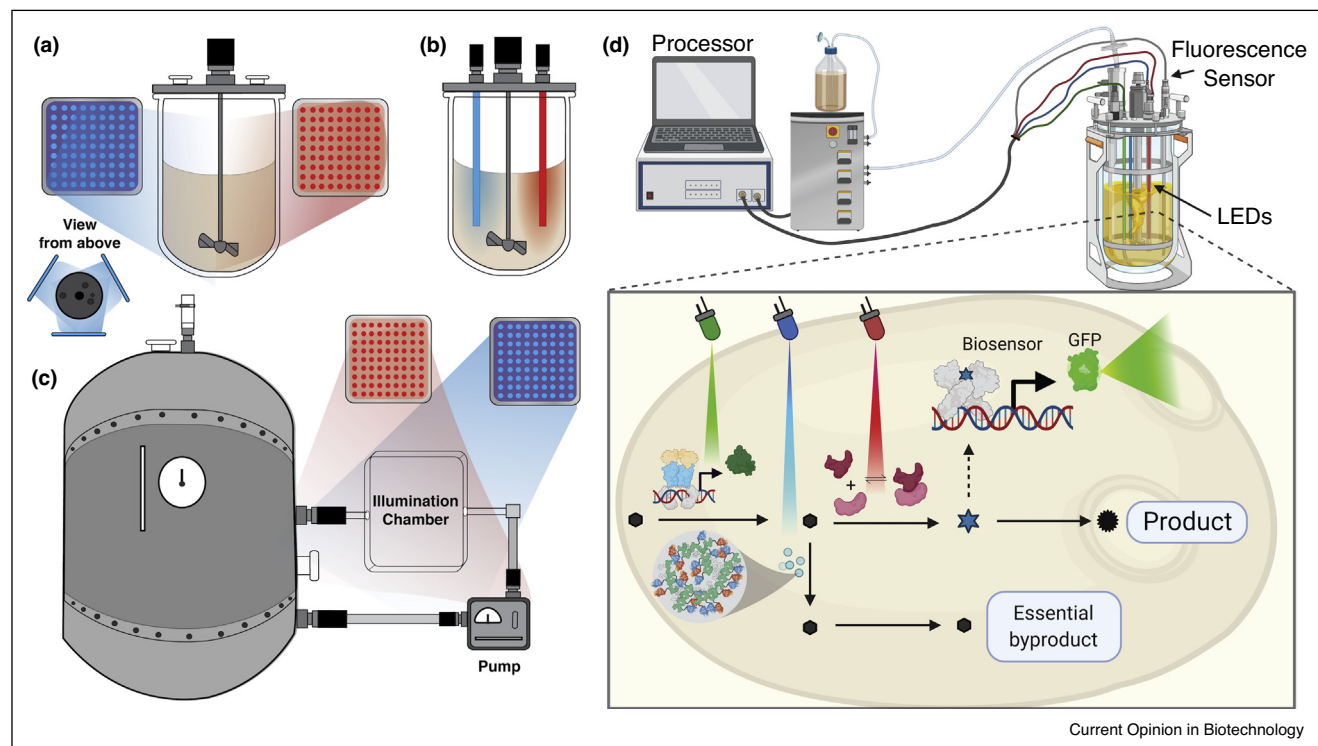 (a)
View
from above
(b)
(c)
Illumination
Chamber
Pump
(d)
Processor
Fluorescence
Sensor
LEDs
Biosensor
GFP
+
Product
Essential
byproduct
Current Opinion in Biotechnology